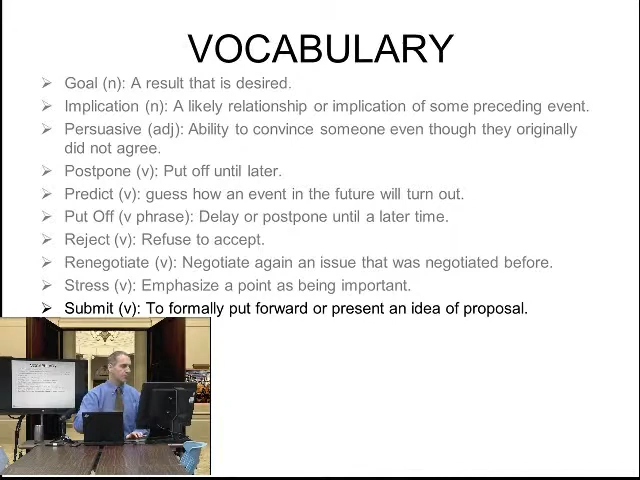 VOCABULARY
➢ Goal (n): A result that is desired.
➢ Implication (n): A likely relationship or implication of some preceding event.
➢ Persuasive (adj): Ability to convince someone even though they originally
did not agree.
➢ Postpone (v): Put off until later.
➢ Predict (v): guess how an event in the future will turn out.
➢ Put Off (v phrase): Delay or postpone until a later time.
➢ Reject (v): Refuse to accept.
➢ Renegotiate (v): Negotiate again an issue that was negotiated before.
➢ Stress (v): Emphasize a point as being important.
➢ Submit (v): To formally put forward or present an idea of proposal.
VOCABULARY